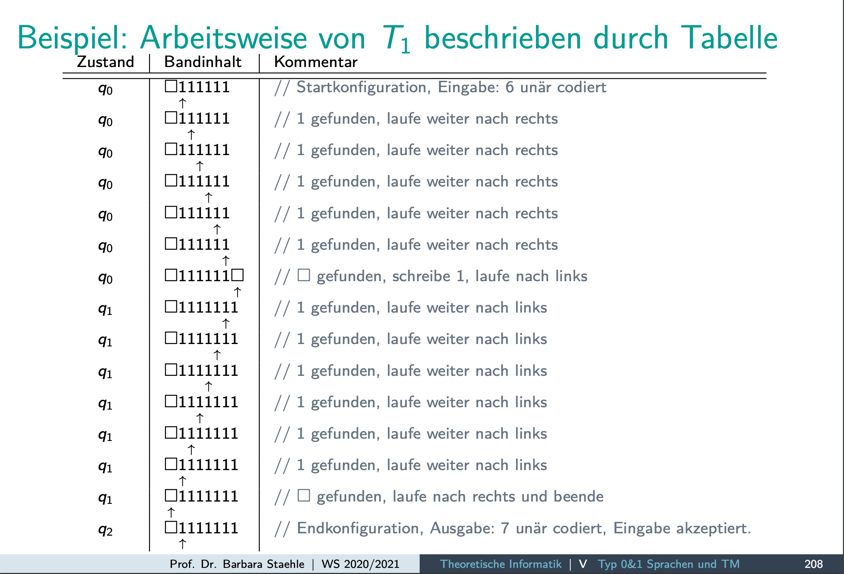 Beispiel: Arbeitsweise von T₁ beschrieben durch Tabelle
Zustand Bandinhalt Kommentar
q₀ □111111 // Startkonfiguration, Eingabe: 6 unär codiert
↑
q₀ □111111 // 1 gefunden, laufe weiter nach rechts
↑
q₀ □111111 // 1 gefunden, laufe weiter nach rechts
↑
q₀ □111111 // 1 gefunden, laufe weiter nach rechts
↑
q₀ □111111 // 1 gefunden, laufe weiter nach rechts
↑
q₀ □111111 // 1 gefunden, laufe weiter nach rechts
↑
q₀ □111111□ // □ gefunden, schreibe 1, laufe nach links
↑
q₁ □1111111 // 1 gefunden, laufe weiter nach links
↑
q₁ □1111111 // 1 gefunden, laufe weiter nach links
↑
q₁ □1111111 // 1 gefunden, laufe weiter nach links
↑
q₁ □1111111 // 1 gefunden, laufe weiter nach links
↑
q₁ □1111111 // 1 gefunden, laufe weiter nach links
↑
q₁ □1111111 // 1 gefunden, laufe weiter nach links
↑
q₁ □1111111 // □ gefunden, laufe nach rechts und beende
↑
q₂ □1111111 // Endkonfiguration, Ausgabe: 7 unär codiert, Eingabe akzeptiert.
↑
Prof. Dr. Barbara Staehle | WS 2020/2021 Theoretische Informatik | V Typ 0&1 Sprachen und TM 208